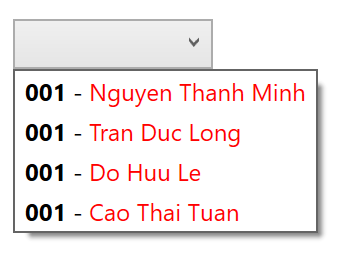 001 - Nguyen Thanh Minh
001 - Tran Duc Long
001 - Do Huu Le
001 - Cao Thai Tuan